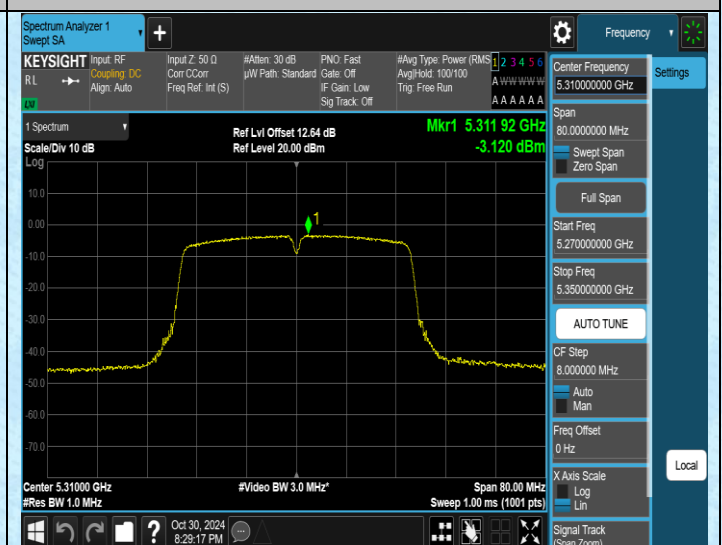 Spectrum Analyzer 1
Swept SA
+
Frequency
KEYSIGHT
RL
LXI
Input: RF
Coupling: DC
Align: Auto
Input Z: 50 Ω
Corr CCorr
Freq Ref: Int (S)
#Atten: 30 dB
µW Path: Standard
PNO: Fast
Gate: Off
IF Gain: Low
Sig Track: Off
#Avg Type: Power (RMS
Avg|Hold: 100/100
Trig: Free Run
1 2 3 4 5 6
A W W W W W
A A A A A A
1 Spectrum
Scale/Div 10 dB
Log
Ref Lvl Offset 12.64 dB
Ref Level 20.00 dBm
Mkr1 5.311 92 GHz
-3.120 dBm
10.0
0.00
-10.0
-20.0
-30.0
-40.0
-50.0
-60.0
-70.0
1
Center 5.31000 GHz
#Res BW 1.0 MHz
#Video BW 3.0 MHz*
Span 80.00 MHz
Sweep 1.00 ms (1001 pts)
Center Frequency
5.310000000 GHz
Span
80.0000000 MHz
Swept Span
Zero Span
Full Span
Start Freq
5.270000000 GHz
Stop Freq
5.350000000 GHz
AUTO TUNE
CF Step
8.000000 MHz
Auto
Man
Freq Offset
0 Hz
X Axis Scale
Log
Lin
Signal Track
(Span Zoom)
Settings
Local
?
Oct 30, 2024
8:29:17 PM